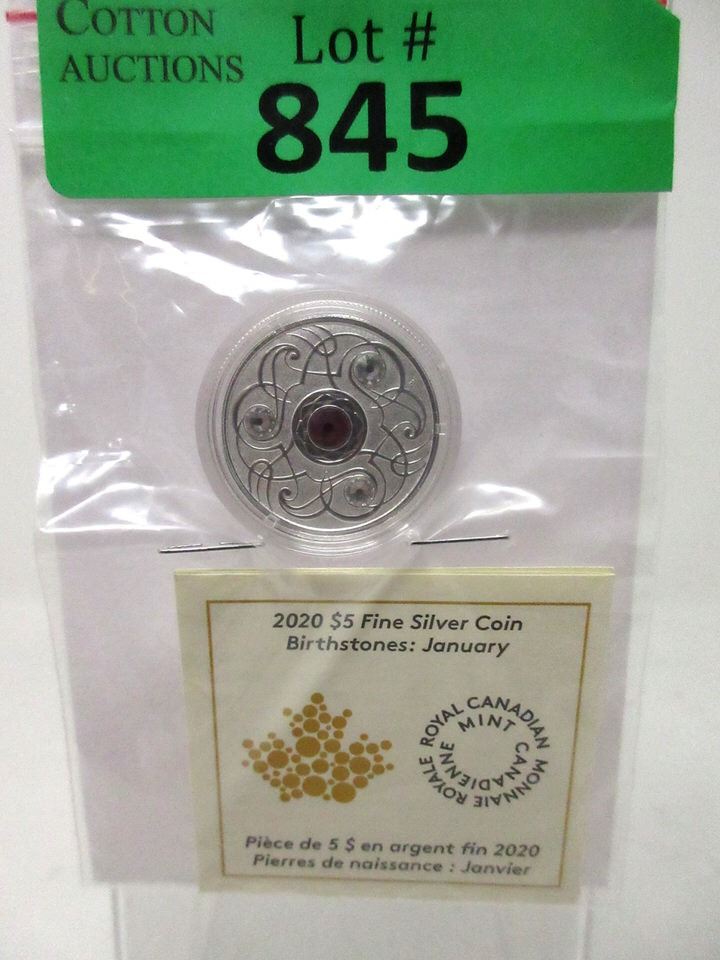 COTTON
AUCTIONS
Lot #
845
2020 $5 Fine Silver Coin
Birthstones: January
ROYAL CANADIAN MINT
MONNAIE ROYALE CANADIENNE
Pièce de 5 $ en argent fin 2020
Pierres de naissance : Janvier